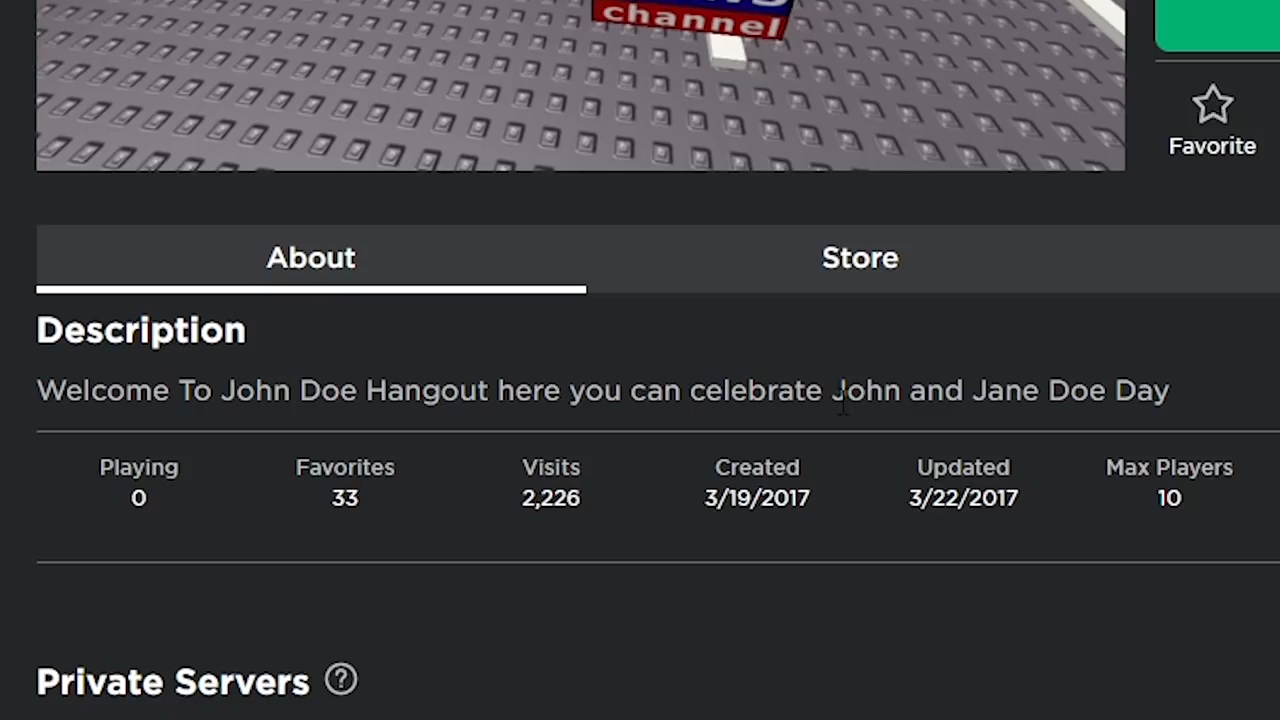 channel
Favorite
About
Store
Description
Welcome To John Doe Hangout here you can celebrate John and Jane Doe Day
Playing
Favorites
Visits
Created
Updated
Max Players
0
33
2,226
3/19/2017
3/22/2017
10
Private Servers